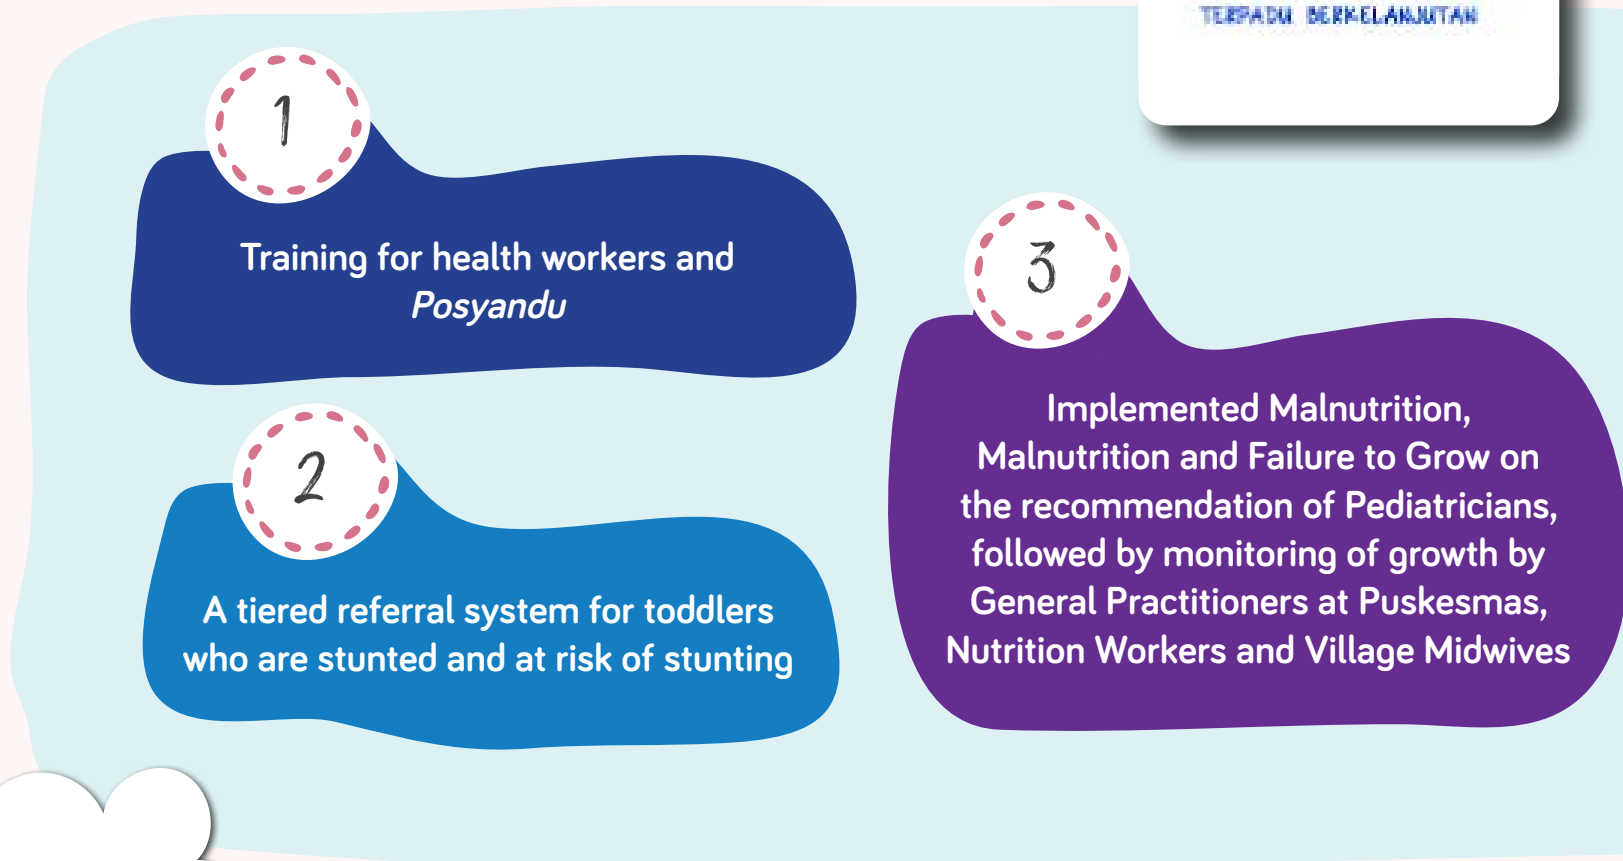 TERPADU BERKELANJUTAN
1
Training for health workers and
Posyandu
2
A tiered referral system for toddlers
who are stunted and at risk of stunting
3
Implemented Malnutrition,
Malnutrition and Failure to Grow on
the recommendation of Pediatricians,
followed by monitoring of growth by
General Practitioners at Puskesmas,
Nutrition Workers and Village Midwives